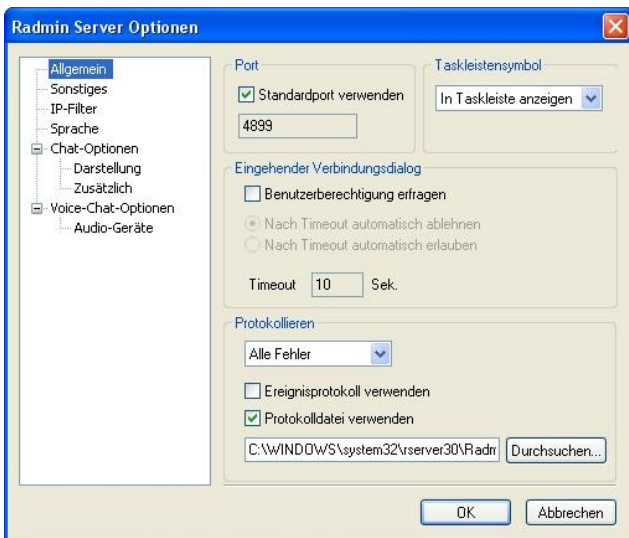 Radmin Server Optionen
Allgemein
Sonstiges
IP-Filter
Sprache
Chat-Optionen
Darstellung
Zusätzlich
Voice-Chat-Optionen
Audio-Geräte
Port
Standardport verwenden
4899
Taskleistensymbol
In Taskleiste anzeigen
Eingehender Verbindungsdialog
Benutzerberechtigung erfragen
Nach Timeout automatisch ablehnen
Nach Timeout automatisch erlauben
Timeout 10 Sek.
Protokollieren
Alle Fehler
Ereignisprotokoll verwenden
Protokolldatei verwenden
C:\WINDOWS\system32\rserver30\Radm Durchsuchen...
OK Abbrechen